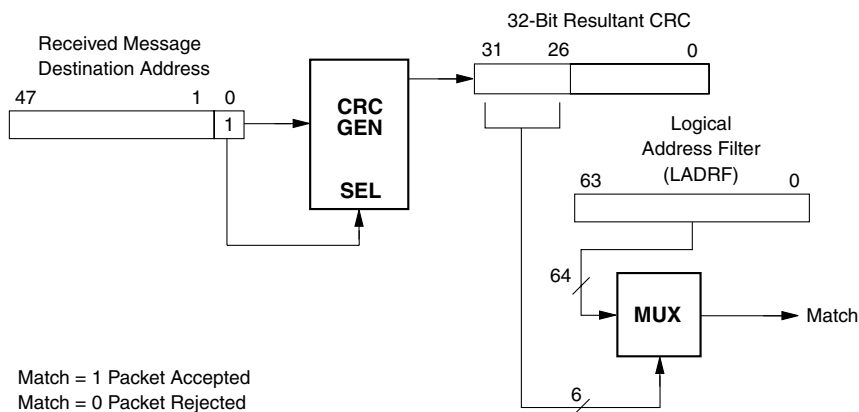 32-Bit Resultant CRC
31 26 0
Received Message
Destination Address
47 1 0
1
CRC
GEN
SEL
Logical
Address Filter
(LADRF)
63 0
64
MUX
Match
6
Match = 1 Packet Accepted
Match = 0 Packet Rejected